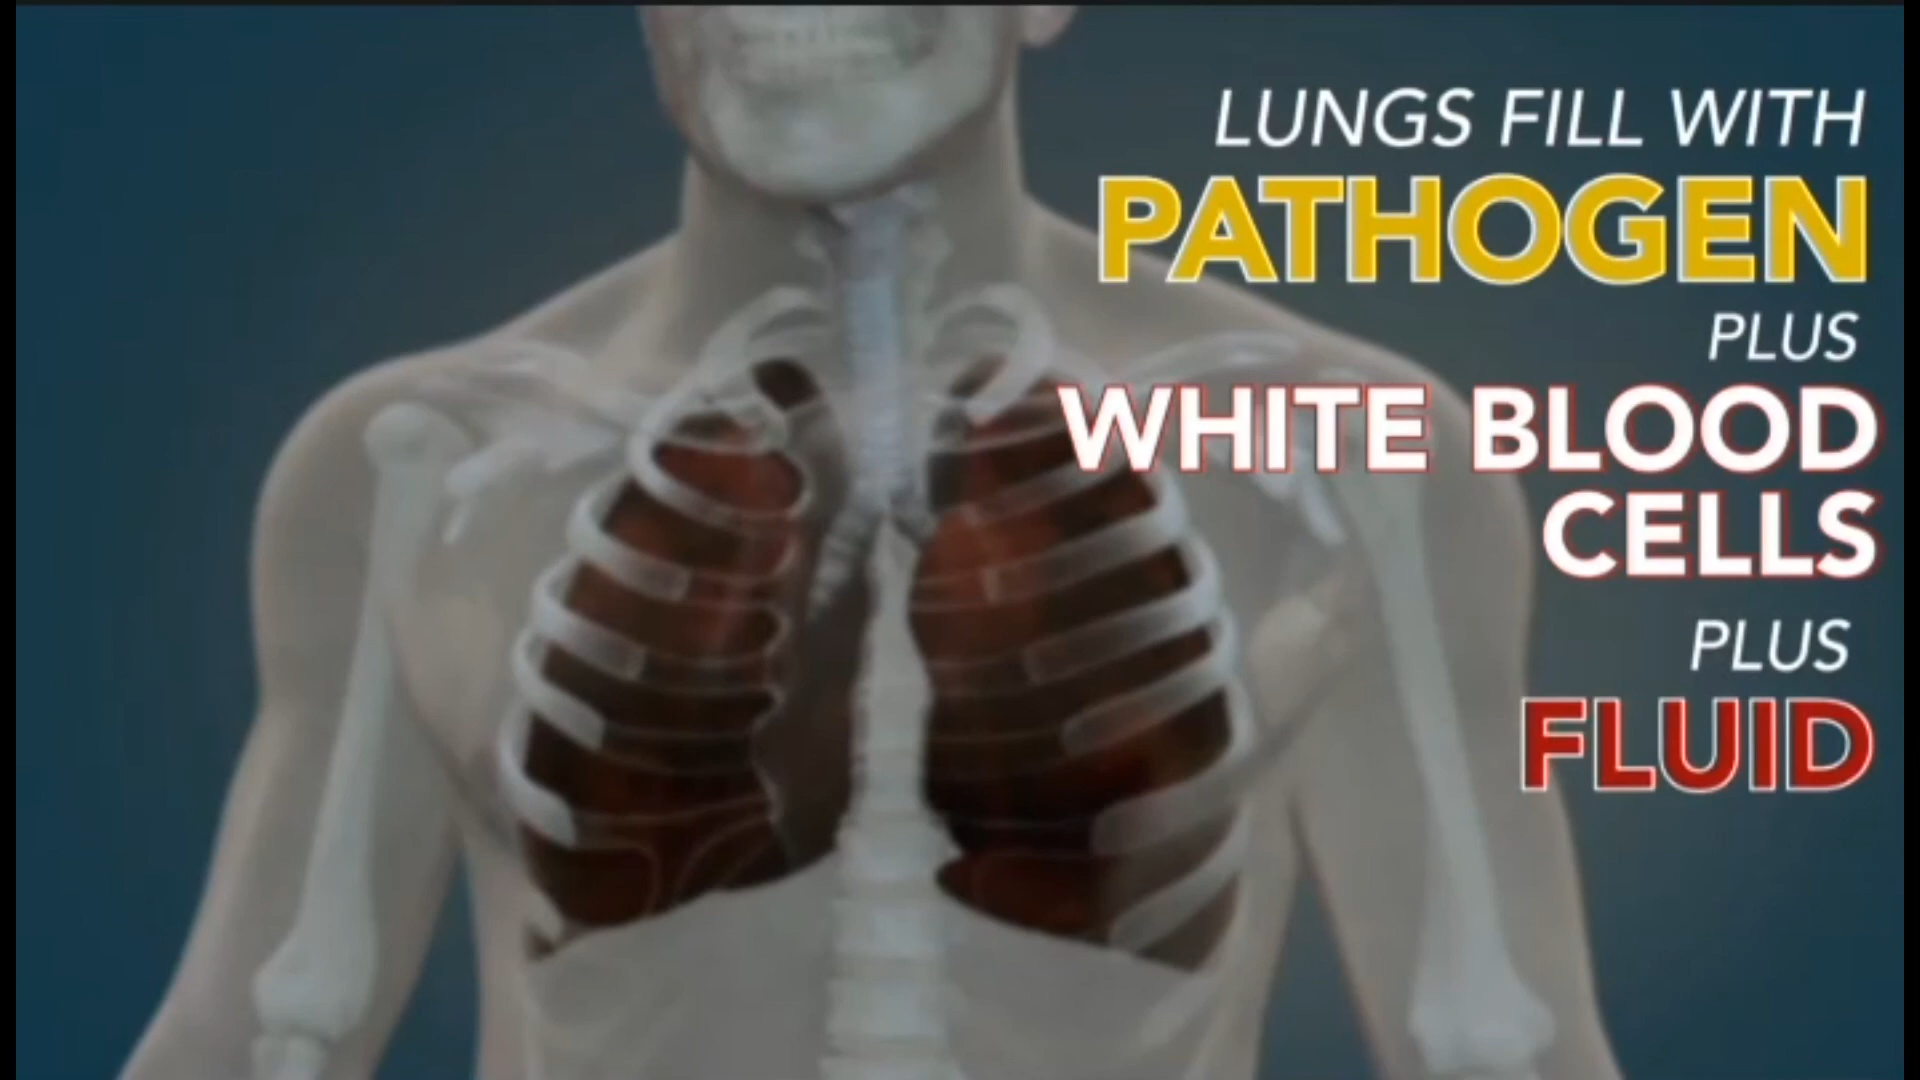 LUNGS FILL WITH
PATHOGEN
PLUS
WHITE BLOOD
CELLS
PLUS
FLUID